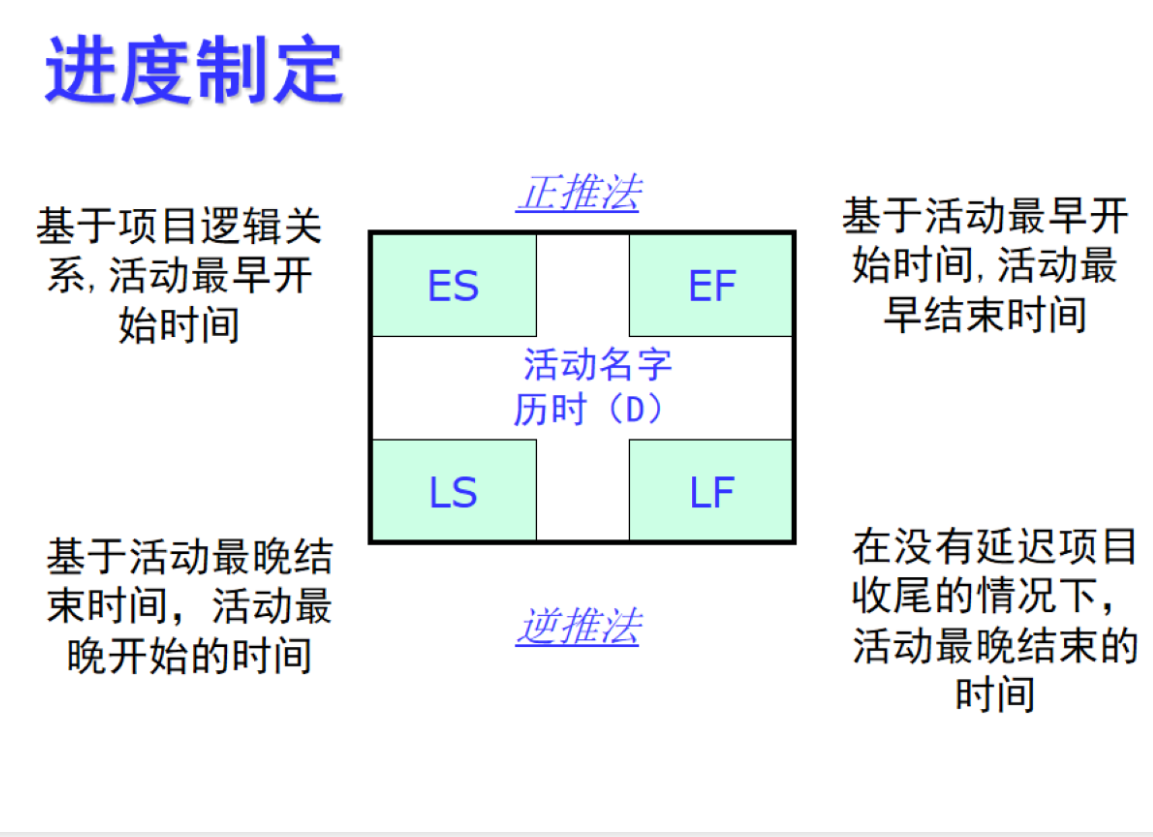 进度制定
正推法
基于项目逻辑关
系,活动最早开
始时间
ES
EF
基于活动最早开
始时间,活动最
早结束时间
活动名字
历时（D）
LS
LF
基于活动最晚结
束时间，活动最
晚开始的时间
逆推法
在没有延迟项目
收尾的情况下，
活动最晚结束的
时间